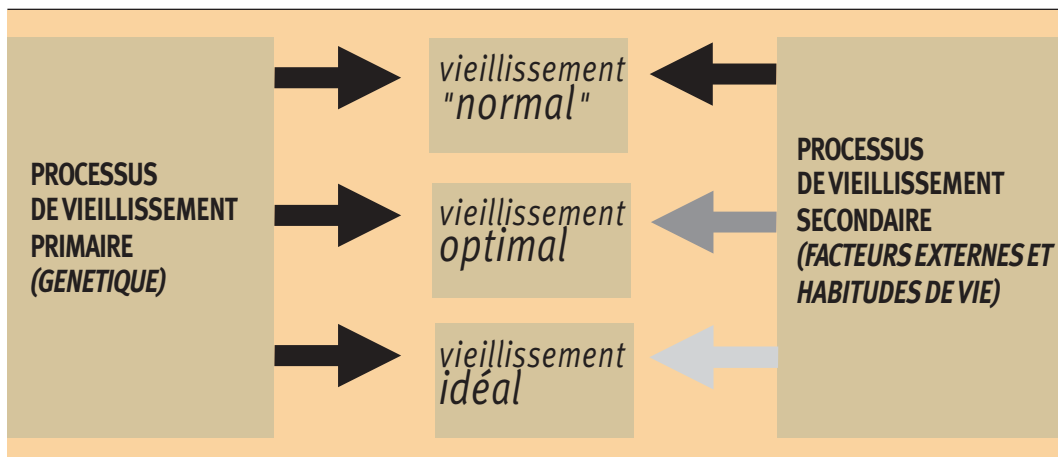 PROCESSUS
DE VIEILLISSEMENT
PRIMAIRE
(GENETIQUE)
vieillissement
"normal"
vieillissement
optimal
vieillissement
idéal
PROCESSUS
DE VIEILLISSEMENT
SECONDAIRE
(FACTEURS EXTERNES ET
HABITUDES DE VIE)